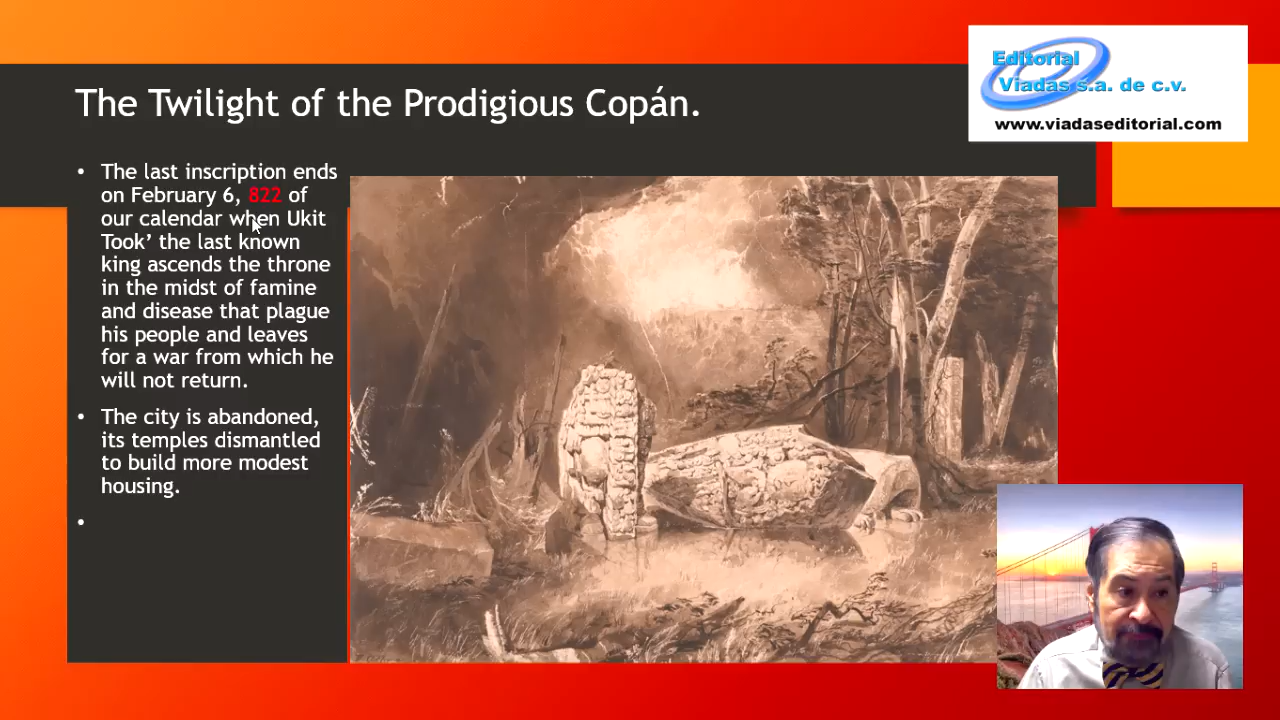 The Twilight of the Prodigious Copán.
Editorial
Viadas s.a. de c.v.
www.viadaseditorial.com
• The last inscription ends
on February 6, 822 of
our calendar when Ukit
Took’ the last known
king ascends the throne
in the midst of famine
and disease that plague
his people and leaves
for a war from which he
will not return.
• The city is abandoned,
its temples dismantled
to build more modest
housing.
•